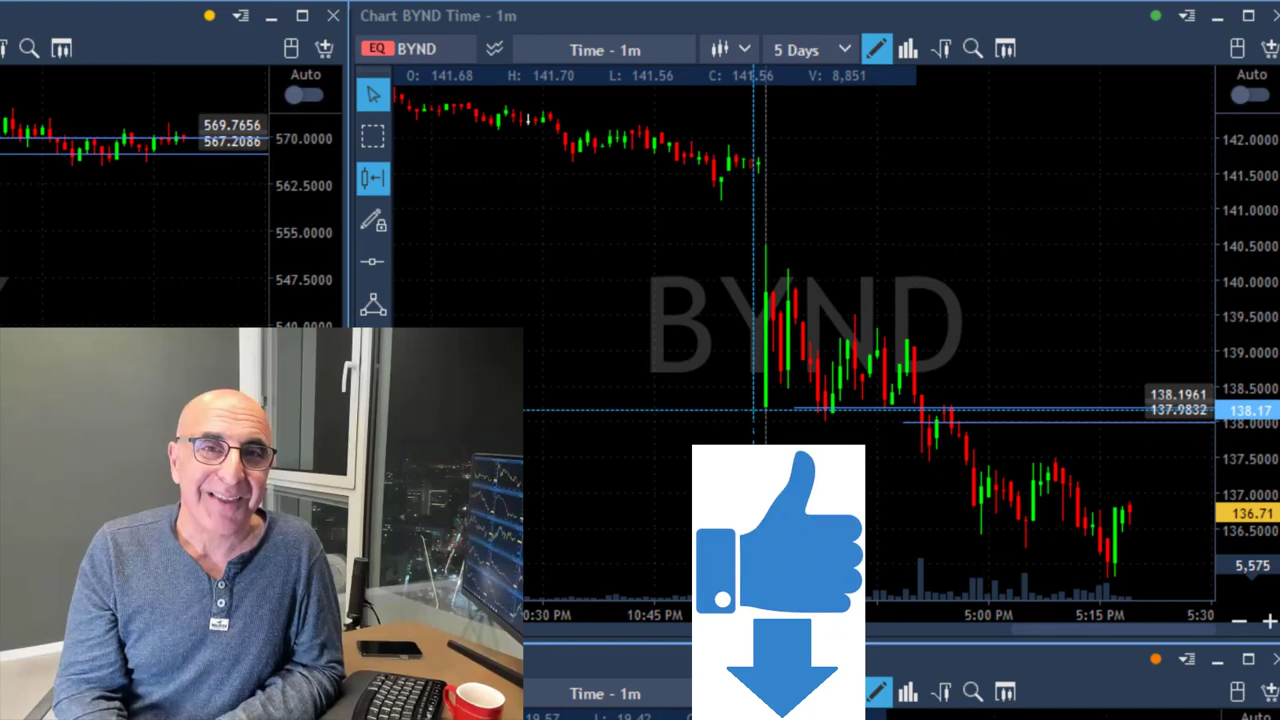 Chart BYND Time - 1m
EQ BYND
Time - 1m
5 Days
Auto
Auto
O: 141.68 H: 141.70 L: 141.56 C: 141.56 V: 8,851
569.7656
567.2086
570.0000
562.5000
555.0000
547.5000
142.0000
141.5000
141.0000
140.5000
140.0000
139.5000
139.0000
138.5000
138.0000
137.5000
137.0000
136.5000
BYND
138.1961
137.9832
138.17
136.71
5,575
10:45 PM
5:00 PM
5:15 PM
5:30
Time - 1m